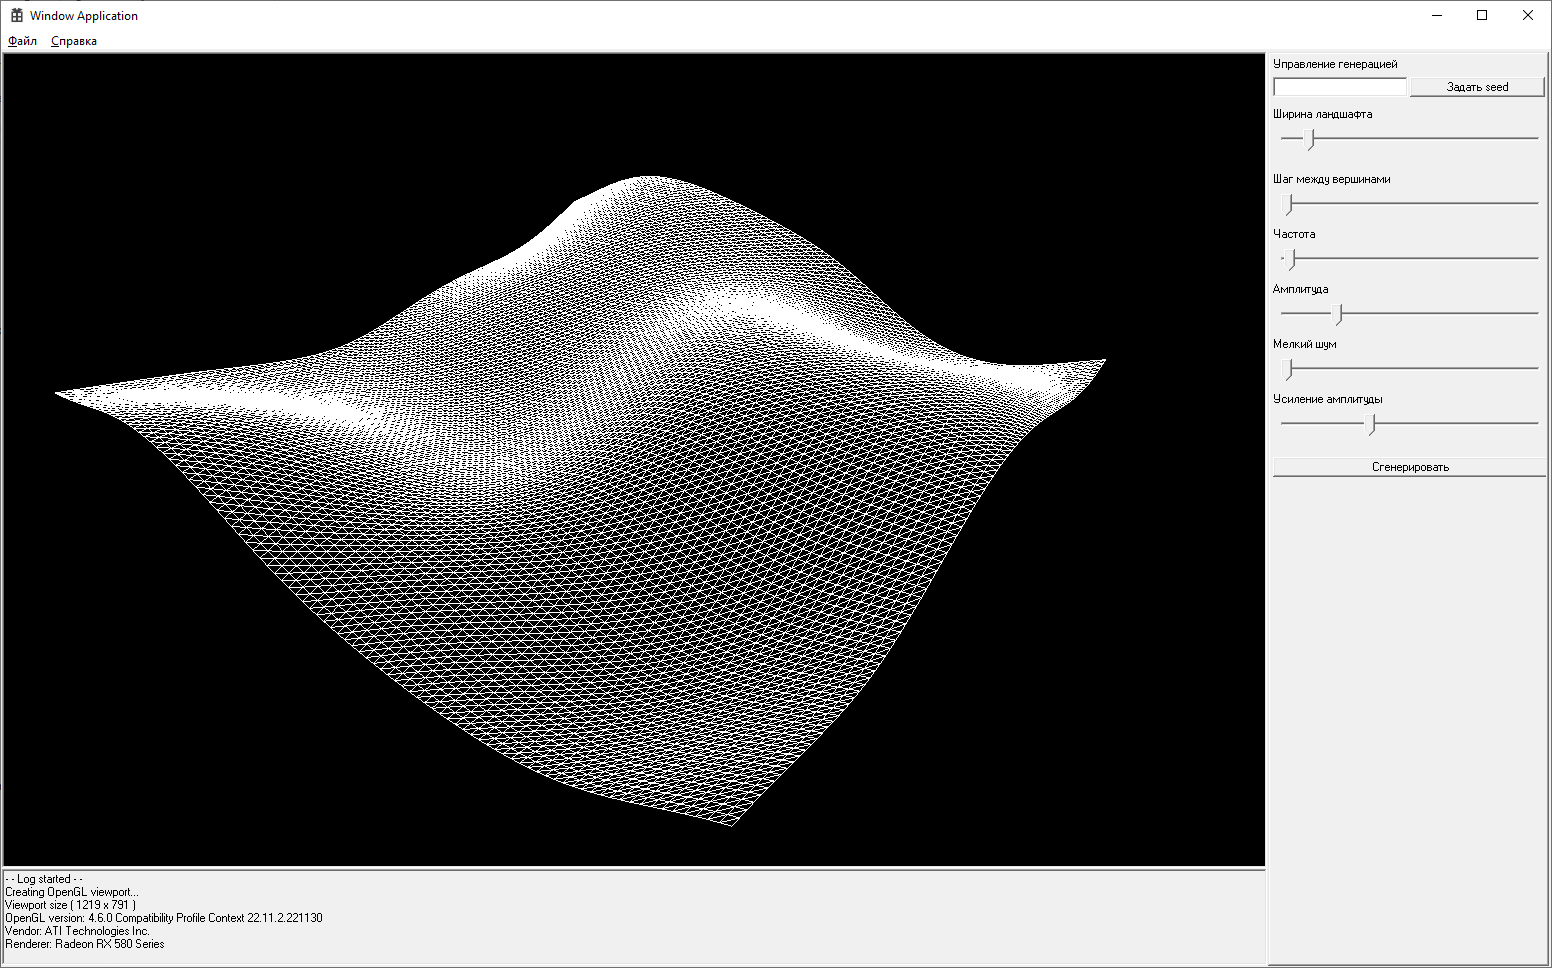 Window Application
Файл Справка
Управление генерацией
Задать seed
Ширина ландшафта
Шаг между вершинами
Частота
Амплитуда
Мелкий шум
Усиление амплитуды
Сгенерировать
- - Log started - -
Creating OpenGL viewport...
Viewport size ( 1219 x 791 )
OpenGL version: 4.6.0 Compatibility Profile Context 22.11.2.221130
Vendor: ATI Technologies Inc.
Renderer: Radeon RX 580 Series